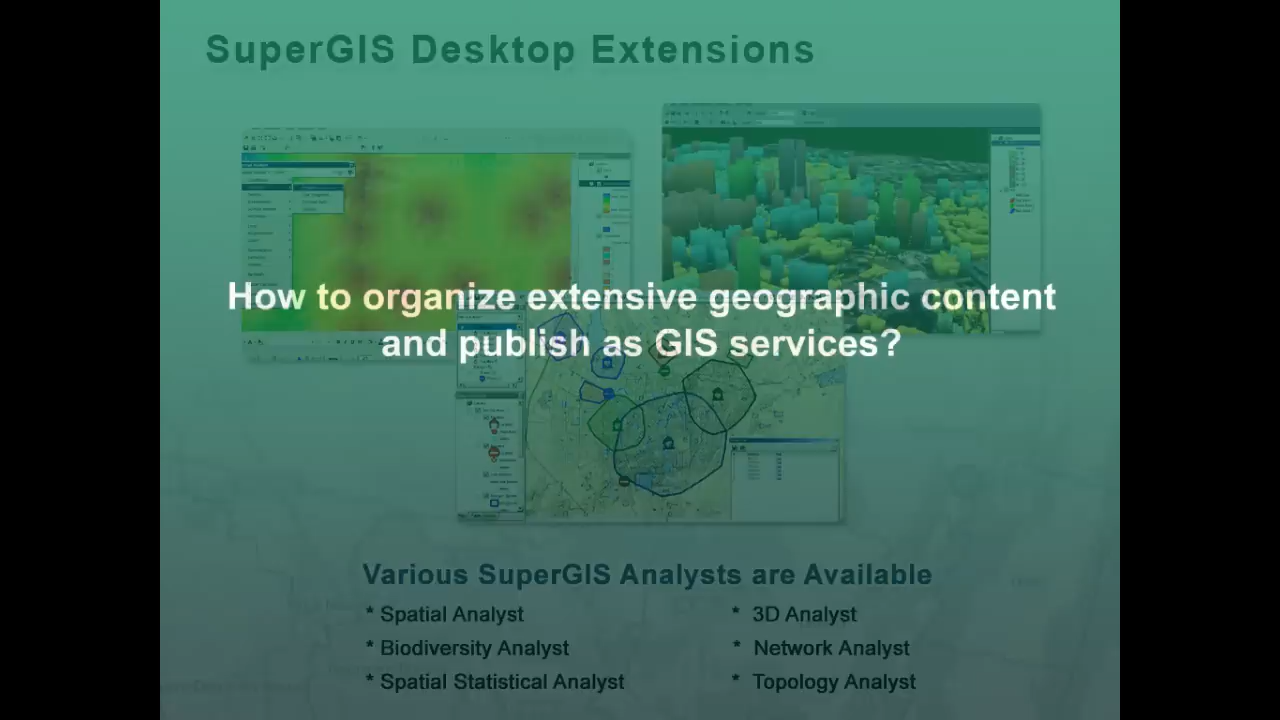 SuperGIS Desktop Extensions
How to organize extensive geographic content
and publish as GIS services?
Various SuperGIS Analysts are Available
* Spatial Analyst
* 3D Analyst
* Biodiversity Analyst
* Network Analyst
* Spatial Statistical Analyst
* Topology Analyst